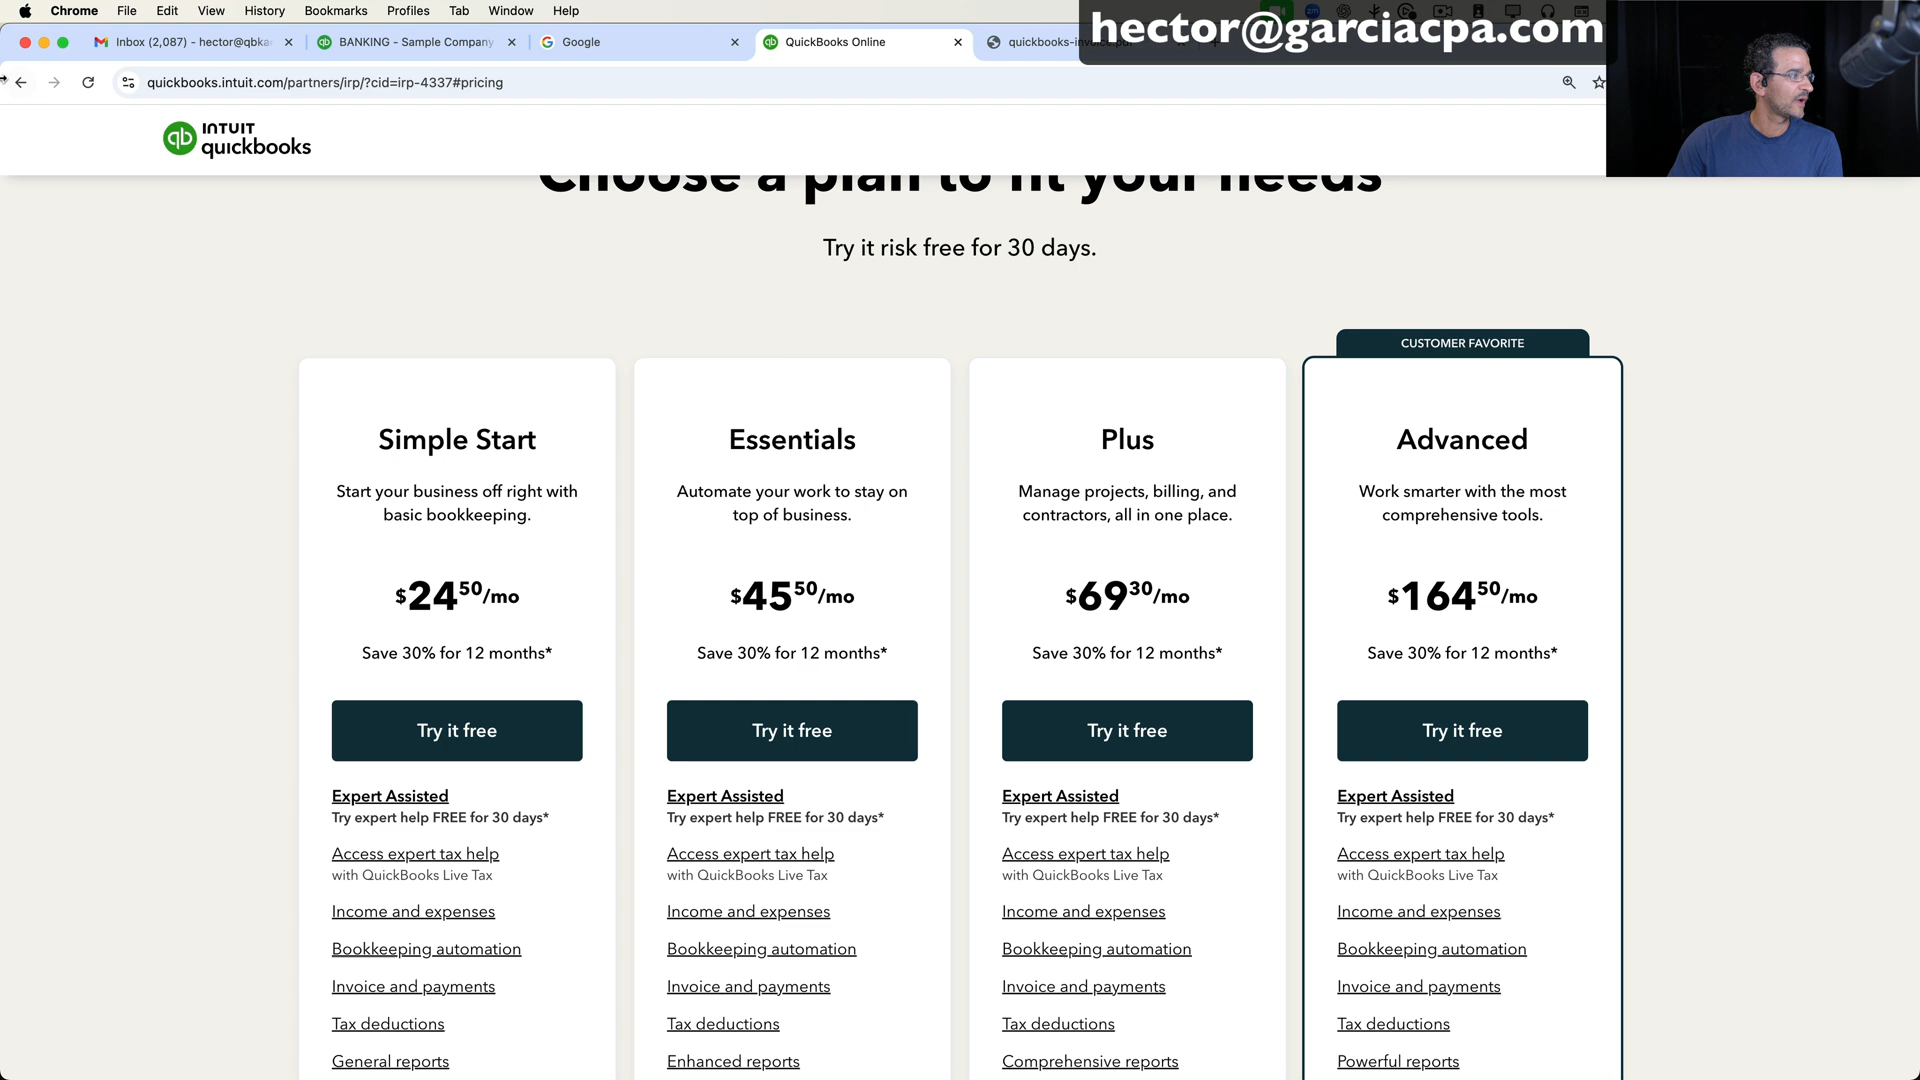 Chrome File Edit View History Bookmarks Profiles Tab Window Help
hector@garciacpa.com
Inbox (2,087) - hector@qbka
BANKING - Sample Company
Google
QuickBooks Online
quickbooks-in
quickbooks.intuit.com/partners/irp/?cid=irp-4337#pricing
qb INTUIT
quickbooks
Choose a plan to fit your needs
Try it risk free for 30 days.
CUSTOMER FAVORITE
Simple Start
Start your business off right with
basic bookkeeping.
$24 50/mo
Save 30% for 12 months*
Try it free
Expert Assisted
Try expert help FREE for 30 days*
Access expert tax help
with QuickBooks Live Tax
Income and expenses
Bookkeeping automation
Invoice and payments
Tax deductions
General reports
Essentials
Automate your work to stay on
top of business.
$45 50/mo
Save 30% for 12 months*
Try it free
Expert Assisted
Try expert help FREE for 30 days*
Access expert tax help
with QuickBooks Live Tax
Income and expenses
Bookkeeping automation
Invoice and payments
Tax deductions
Enhanced reports
Plus
Manage projects, billing, and
contractors, all in one place.
$69 30/mo
Save 30% for 12 months*
Try it free
Expert Assisted
Try expert help FREE for 30 days*
Access expert tax help
with QuickBooks Live Tax
Income and expenses
Bookkeeping automation
Invoice and payments
Tax deductions
Comprehensive reports
Advanced
Work smarter with the most
comprehensive tools.
$164 50/mo
Save 30% for 12 months*
Try it free
Expert Assisted
Try expert help FREE for 30 days*
Access expert tax help
with QuickBooks Live Tax
Income and expenses
Bookkeeping automation
Invoice and payments
Tax deductions
Powerful reports